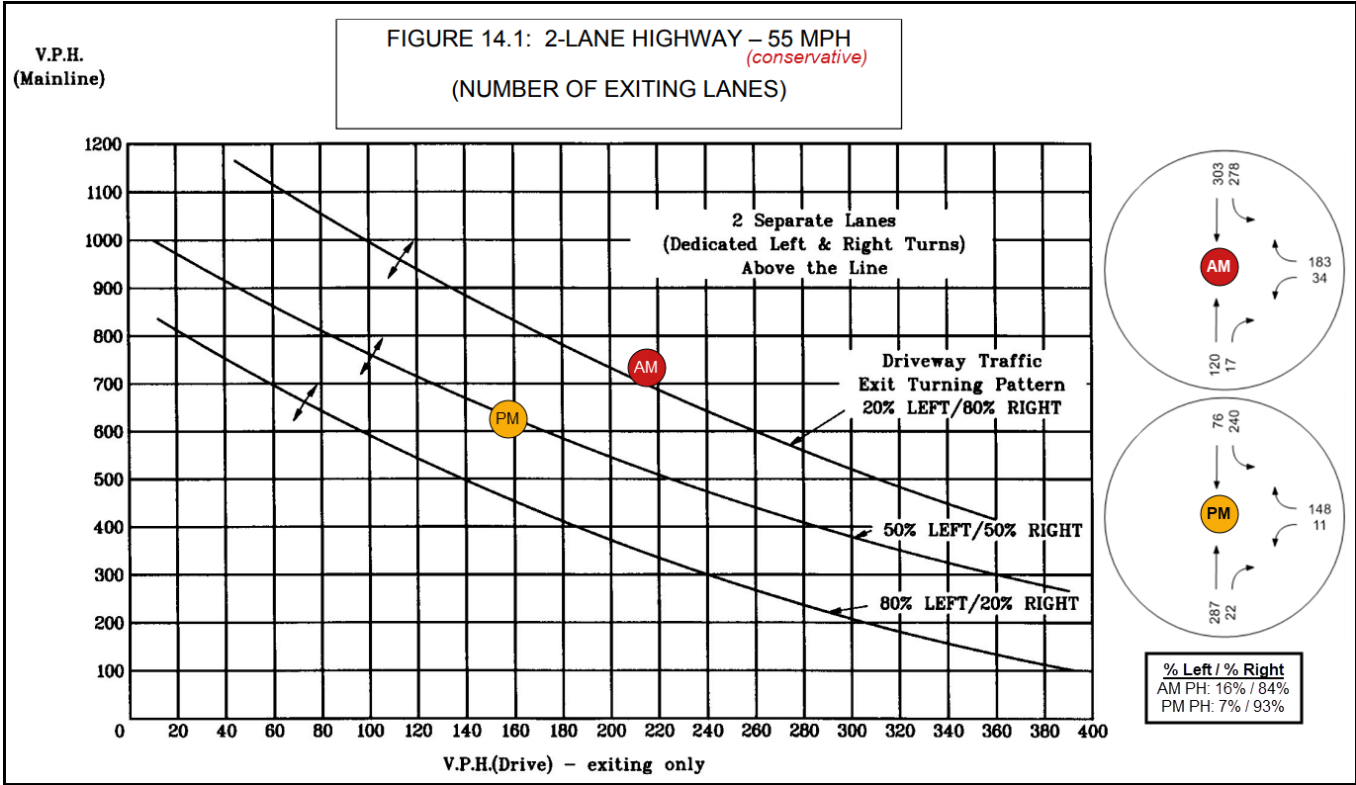 V.P.H.
(Mainline)
FIGURE 14.1: 2-LANE HIGHWAY – 55 MPH
(conservative)
(NUMBER OF EXITING LANES)
1200
1100
1000
900
800
700
600
500
400
300
200
100
0 20 40 60 80 100 120 140 160 180 200 220 240 260 280 300 320 340 360 380 400
V.P.H.(Drive) – exiting only
2 Separate Lanes
(Dedicated Left & Right Turns)
Above the Line
Driveway Traffic
Exit Turning Pattern
20% LEFT/80% RIGHT
50% LEFT/50% RIGHT
80% LEFT/20% RIGHT
AM
PM
303
278
AM
183
34
120
17
76
240
PM
148
11
287
22
% Left / % Right
AM PH: 16% / 84%
PM PH: 7% / 93%